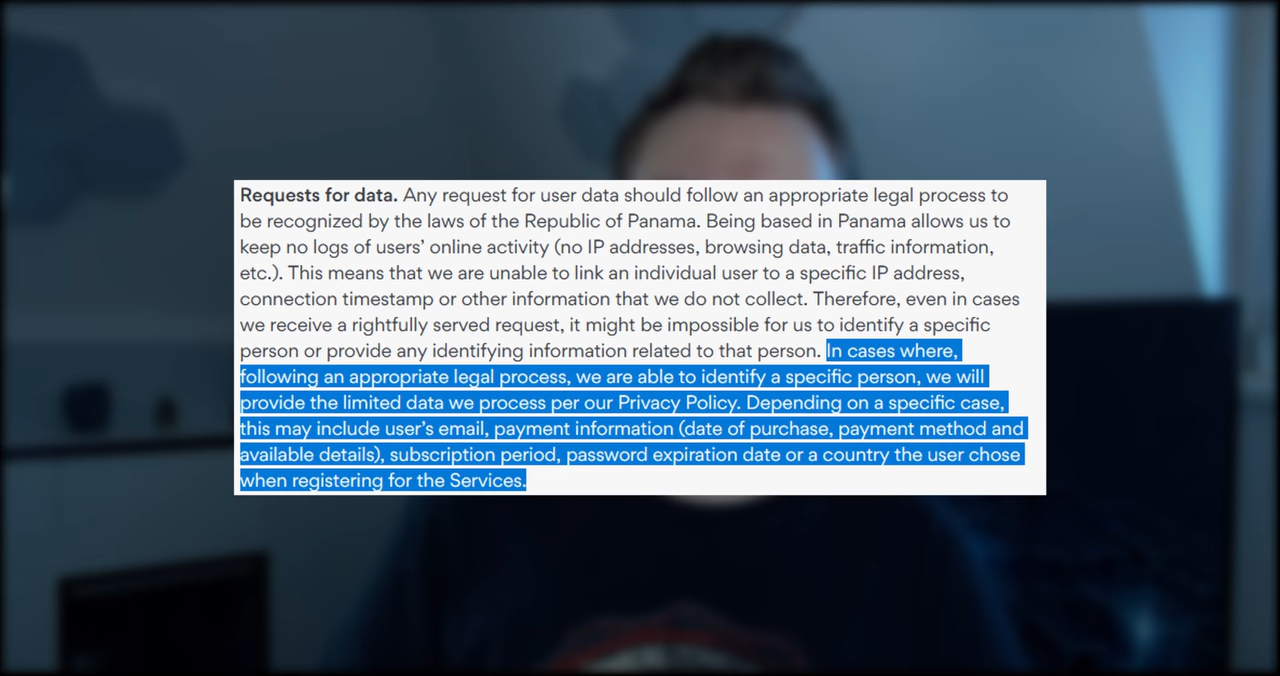 Requests for data. Any request for user data should follow an appropriate legal process to
be recognized by the laws of the Republic of Panama. Being based in Panama allows us to
keep no logs of users’ online activity (no IP addresses, browsing data, traffic information,
etc.). This means that we are unable to link an individual user to a specific IP address,
connection timestamp or other information that we do not collect. Therefore, even in cases
we receive a rightfully served request, it might be impossible for us to identify a specific
person or provide any identifying information related to that person. In cases where,
following an appropriate legal process, we are able to identify a specific person, we will
provide the limited data we process per our Privacy Policy. Depending on a specific case,
this may include user’s email, payment information (date of purchase, payment method and
available details), subscription period, password expiration date or a country the user chose
when registering for the Services.